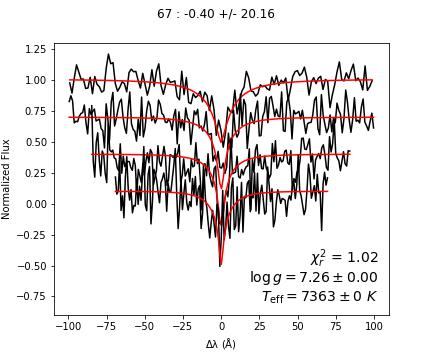 67 : -0.40 +/- 20.16
1.25
1.00
0.75
0.50
0.25
0.00
−0.25
−0.50
−0.75
Normalized Flux
χ²ᵣ = 1.02
log g = 7.26 ± 0.00
T_eff = 7363 ± 0 K
−100 −75 −50 −25 0 25 50 75 100
Δλ (Å)